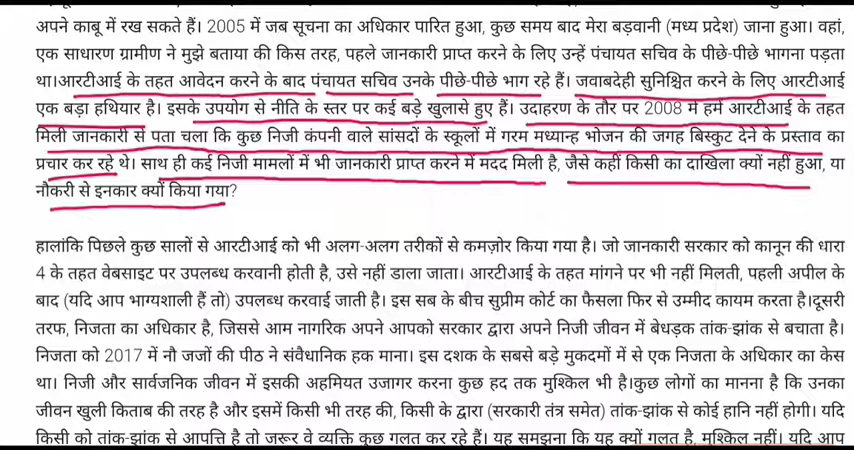 अपने काबू में रख सकते हैं। 2005 में जब सूचना का अधिकार पारित हुआ, कुछ समय बाद मेरा बड़वानी (मध्य प्रदेश) जाना हुआ। वहां,
एक साधारण ग्रामीण ने मुझे बताया की किस तरह, पहले जानकारी प्राप्त करने के लिए उन्हें पंचायत सचिव के पीछे-पीछे भागना पड़ता
था।आरटीआई के तहत आवेदन करने के बाद पंचायत सचिव उनके पीछे-पीछे भाग रहे हैं। जवाबदेही सुनिश्चित करने के लिए आरटीआई
एक बड़ा हथियार है। इसके उपयोग से नीति के स्तर पर कई बड़े खुलासे हुए हैं। उदाहरण के तौर पर 2008 में हमें आरटीआई के तहत
मिली जानकारी से पता चला कि कुछ निजी कंपनी वाले सांसदों के स्कूलों में गरम मध्यान्ह भोजन की जगह बिस्कुट देने के प्रस्ताव का
प्रचार कर रहे थे। साथ ही कई निजी मामलों में भी जानकारी प्राप्त करने में मदद मिली है, जैसे कहीं किसी का दाखिला क्यों नहीं हुआ, या
नौकरी से इनकार क्यों किया गया?
हालांकि पिछले कुछ सालों से आरटीआई को भी अलग-अलग तरीकों से कमज़ोर किया गया है। जो जानकारी सरकार को कानून की धारा
4 के तहत वेबसाइट पर उपलब्ध करवानी होती है, उसे नहीं डाला जाता। आरटीआई के तहत मांगने पर भी नहीं मिलती, पहली अपील के
बाद (यदि आप भाग्यशाली हैं तो) उपलब्ध करवाई जाती है। इस सब के बीच सुप्रीम कोर्ट का फैसला फिर से उम्मीद कायम करता है।दूसरी
तरफ, निजता का अधिकार है, जिससे आम नागरिक अपने आपको सरकार द्वारा अपने निजी जीवन में बेधड़क तांक-झांक से बचाता है।
निजता को 2017 में नौ जजों की पीठ ने संवैधानिक हक माना। इस दशक के सबसे बड़े मुकदमों में से एक निजता के अधिकार का केस
था। निजी और सार्वजनिक जीवन में इसकी अहमियत उजागर करना कुछ हद तक मुश्किल भी है।कुछ लोगों का मानना है कि उनका
जीवन खुली किताब की तरह है और इसमें किसी भी तरह की, किसी के द्वारा (सरकारी तंत्र समेत) तांक-झांक से कोई हानि नहीं होगी। यदि
किसी को तांक-झांक से आपत्ति है तो जरूर वे व्यक्ति कुछ गलत कर रहे हैं। यह समझना कि यह क्यों गलत है, मुश्किल नहीं। यदि आप